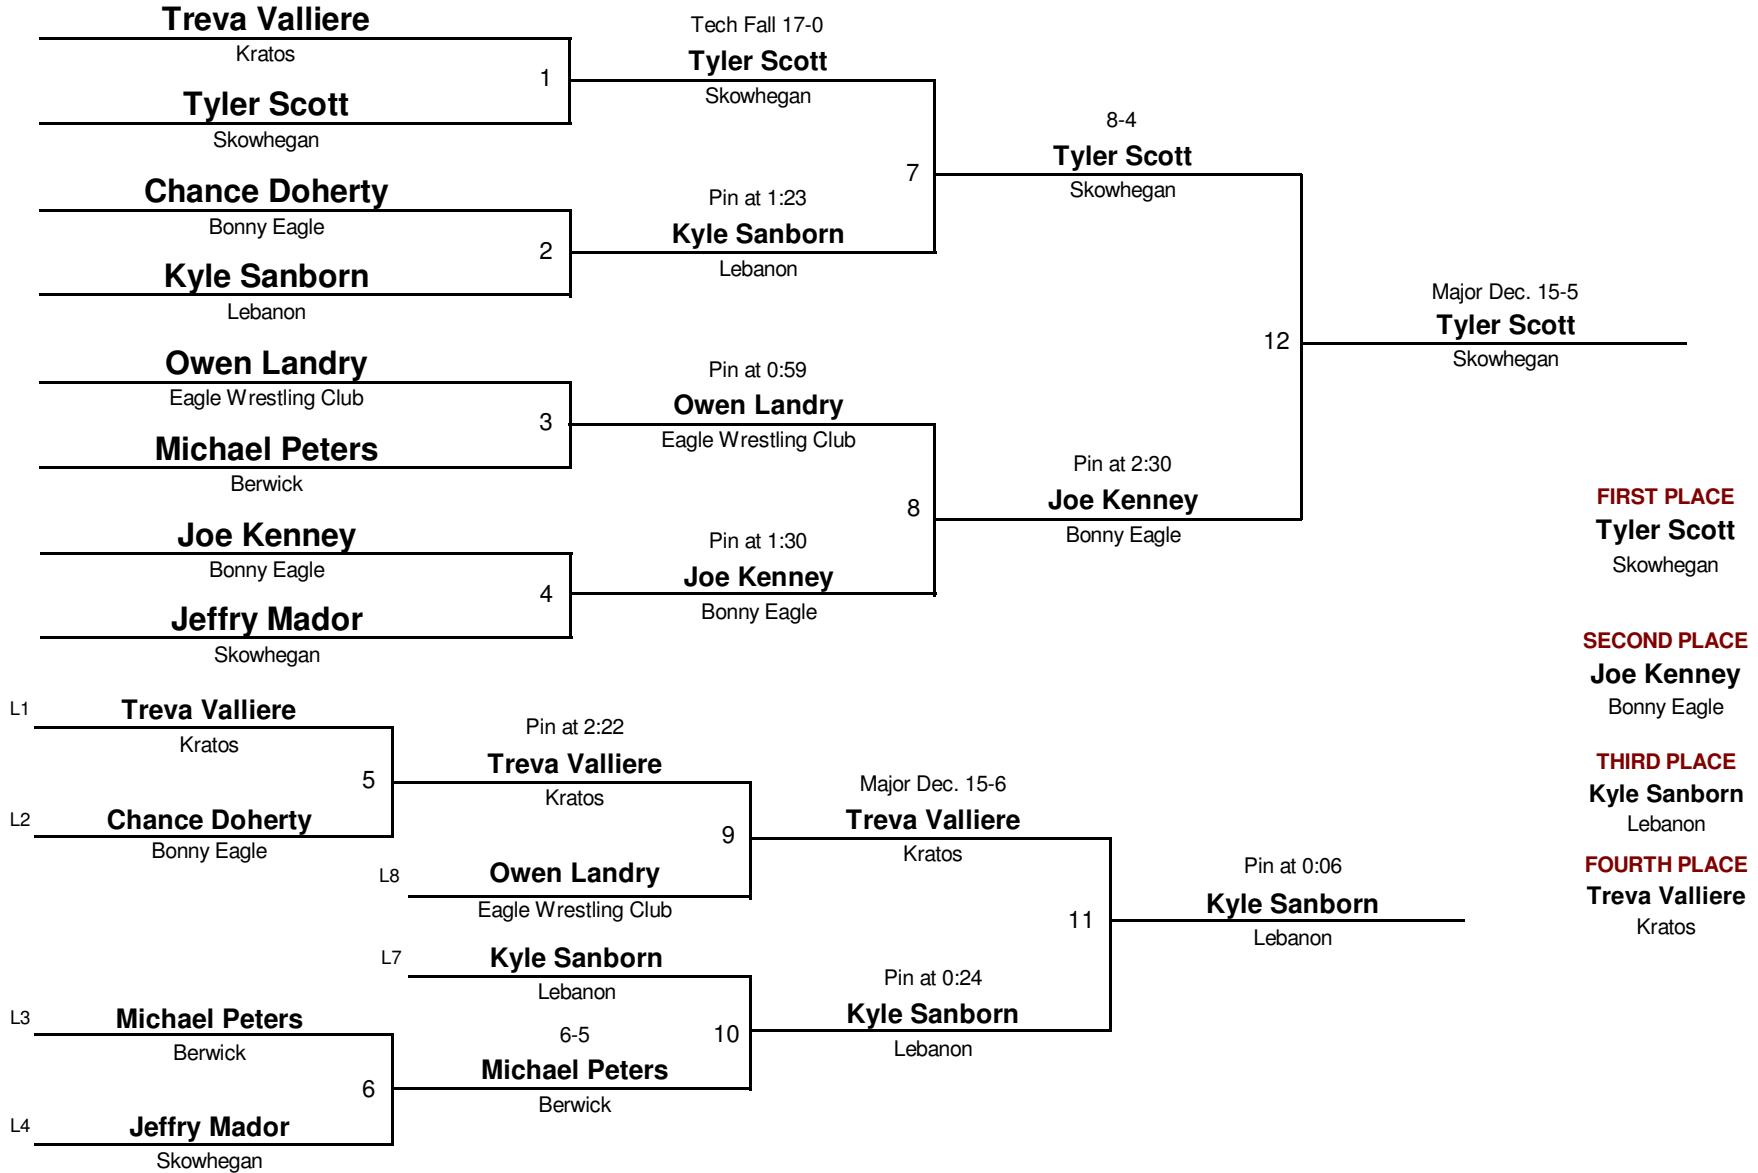 Treva Valliere
Kratos
1
Tyler Scott
Skowhegan
Tech Fall 17-0
Tyler Scott
Skowhegan
Chance Doherty
Bonny Eagle
2
Kyle Sanborn
Lebanon
Pin at 1:23
Kyle Sanborn
Lebanon
7
8-4
Tyler Scott
Skowhegan
Owen Landry
Eagle Wrestling Club
3
Michael Peters
Berwick
Pin at 0:59
Owen Landry
Eagle Wrestling Club
Joe Kenney
Bonny Eagle
4
Jeffry Mador
Skowhegan
Pin at 1:30
Joe Kenney
Bonny Eagle
8
Pin at 2:30
Joe Kenney
Bonny Eagle
12
Major Dec. 15-5
Tyler Scott
Skowhegan
FIRST PLACE
Tyler Scott
Skowhegan
SECOND PLACE
Joe Kenney
Bonny Eagle
THIRD PLACE
Kyle Sanborn
Lebanon
FOURTH PLACE
Treva Valliere
Kratos
L1
Treva Valliere
Kratos
5
L2
Chance Doherty
Bonny Eagle
Pin at 2:22
Treva Valliere
Kratos
9
L8
Owen Landry
Eagle Wrestling Club
Major Dec. 15-6
Treva Valliere
Kratos
L7
Kyle Sanborn
Lebanon
10
L3
Michael Peters
Berwick
6
L4
Jeffry Mador
Skowhegan
6-5
Michael Peters
Berwick
Pin at 0:24
Kyle Sanborn
Lebanon
11
Pin at 0:06
Kyle Sanborn
Lebanon